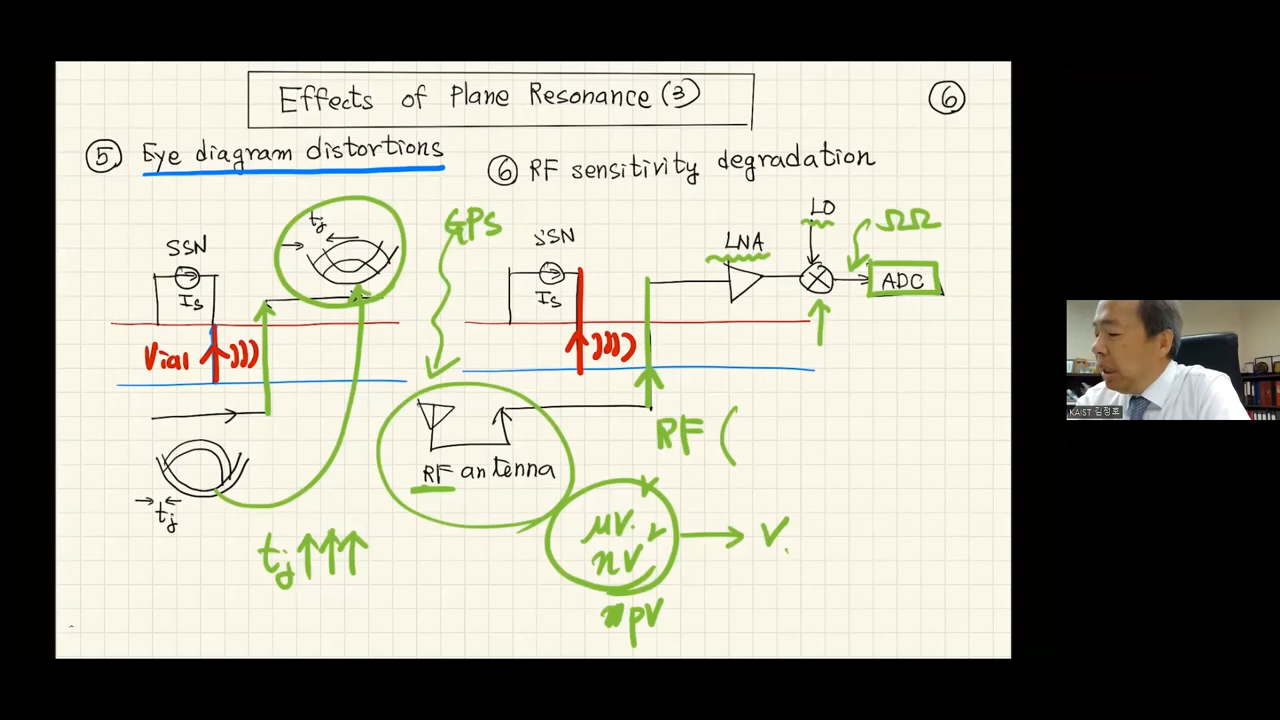 Effects of Plane Resonance (3)
⑥
⑤ Eye diagram distortions
⑥ RF sensitivity degradation
tj
SSN
Is
Via1
tj
tj ↑↑↑
GPS
SSN
Is
LNA
LO
ADC
RF antenna
RF (
μV.
nV
pV
→ V.
KAIST 김정호